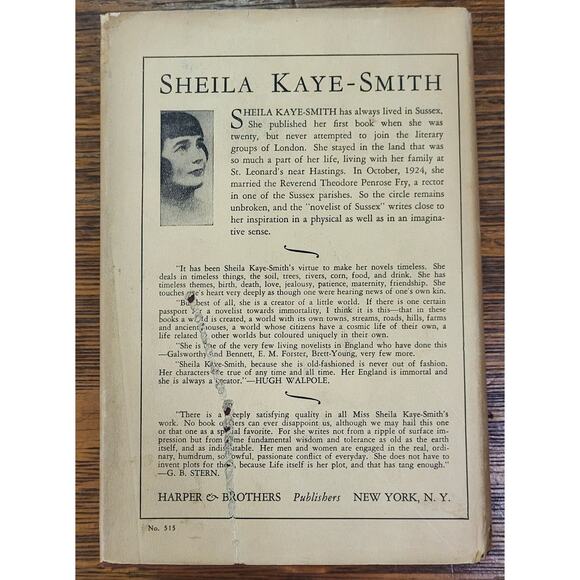 SHEILA KAYE-SMITH
SHEILA KAYE-SMITH has always lived in Sussex.
She published her first book when she was
twenty, but never attempted to join the literary
groups of London. She stayed in the land that was
so much a part of her life, living with her family at
St. Leonard's near Hastings. In October, 1924, she
married the Reverend Theodore Penrose Fry, a rector
in one of the Sussex parishes. So the circle remains
unbroken, and the "novelist of Sussex" writes close to
her inspiration in a physical as well as in an imagina-
tive sense.
"It has been Sheila Kaye-Smith's virtue to make her novels timeless. She
deals in timeless things, the soil, trees, rivers, corn, food, and drink. She has
timeless themes, birth, death, love, jealousy, patience, maternity, friendship. She
touches one's heart very deeply as though one were hearing news of one's own kin.
"But best of all, she is a creator of a little world. If there is one certain
passport for a novelist towards immortality, I think it is this—that in these
books a world is created, a world with its own towns, streams, roads, hills, farms
and ancient houses, a world whose citizens have a cosmic life of their own, a
life related other worlds but coloured uniquely in their own.
"She is one of the very few living novelists in England who have done this
—Galsworthy and Bennett, E. M. Forster, Brett-Young, very few more.
"Sheila Kaye-Smith, because she is old-fashioned is never out of fashion.
Her characters are true of any time and all time. Her England is immortal and
she is always a creator."—HUGH WALPOLE.
"There is a deeply satisfying quality in all Miss Sheila Kaye-Smith's
work. No book others can ever disappoint us, although we may hail this one
or that one as a special favorite. For she writes not from a ripple of surface im-
pression but from some fundamental wisdom and tolerance as old as the earth
itself, and as indisputable. Her men and women are engaged in the real, ordi-
nary, humdrum, sorrowful, passionate conflict of everyday. She does not have to
invent plots for them, because Life itself is her plot, and that has tang enough."
—G. B. STERN.
HARPER & BROTHERS Publishers NEW YORK, N. Y.
No. 515